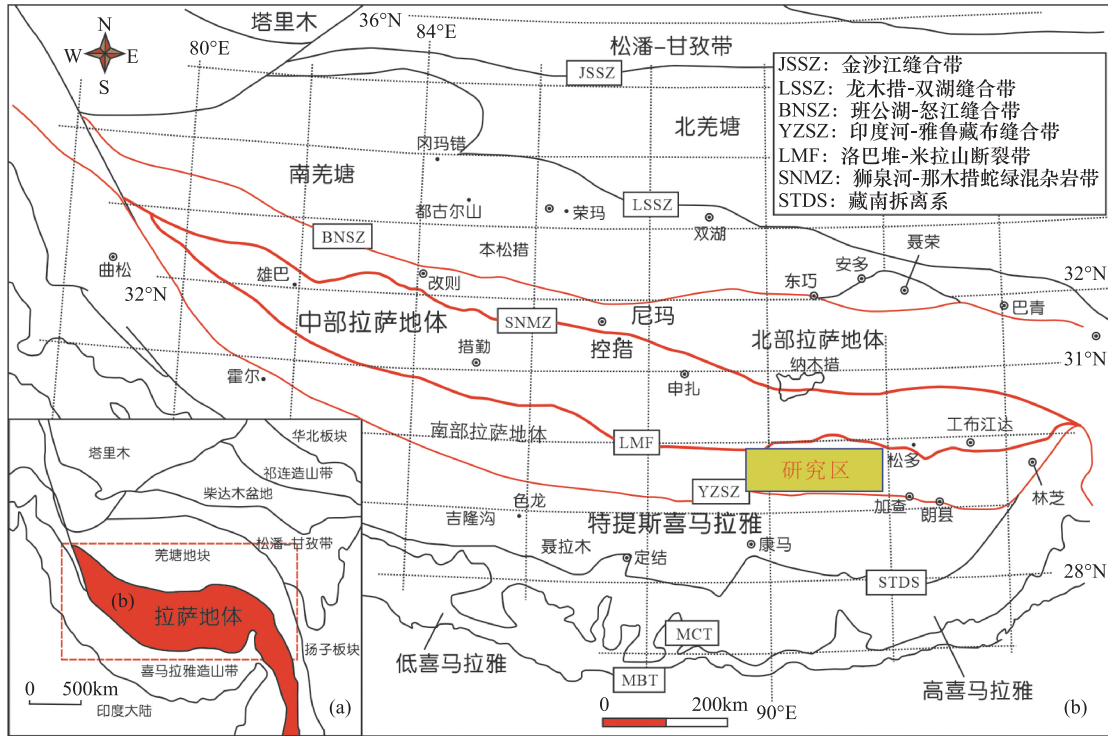 塔里木
36°N
84°E
80°E
松潘-甘孜带
N
W
E
S
JSSZ
JSSZ：金沙江缝合带
LSSZ：龙木措-双湖缝合带
BNSZ：班公湖-怒江缝合带
YZSZ：印度河-雅鲁藏布缝合带
LMF：洛巴堆-米拉山断裂带
SNMZ：狮泉河-那木措蛇绿混杂岩带
STDS：藏南拆离系
北羌塘
冈玛错
南羌塘
都古尔山
荣玛
LSSZ
双湖
BNSZ
本松措
聂荣
安多
曲松
雄巴
改则
东巧
32°N
巴青
32°N
中部拉萨地体
SNMZ
尼玛
控措
北部拉萨地体
31°N
措勤
纳木措
霍尔
申扎
南部拉萨地体
LMF
工布江达
松多
研究区
林芝
YZSZ
色龙
加查
朗县
吉隆沟
特提斯喜马拉雅
聂拉木
定结
康马
STDS
28°N
MCT
低喜马拉雅
MBT
高喜马拉雅
200km
0
90°E
(b)
塔里木
华北板块
祁连造山带
柴达木盆地
松潘-甘孜带
羌塘地块
(b)
拉萨地体
扬子板块
喜马拉雅造山带
0
500km
印度大陆
(a)